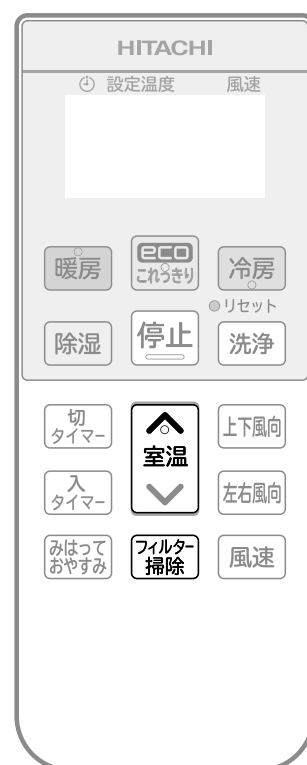 HITACHI
設定温度 風速
暖房
eco
これっきり
冷房
リセット
除湿
停止
洗浄
切
タイマー
室温
上下風向
入
タイマー
左右風向
みはって
おやすみ
フィルター
掃除
風速